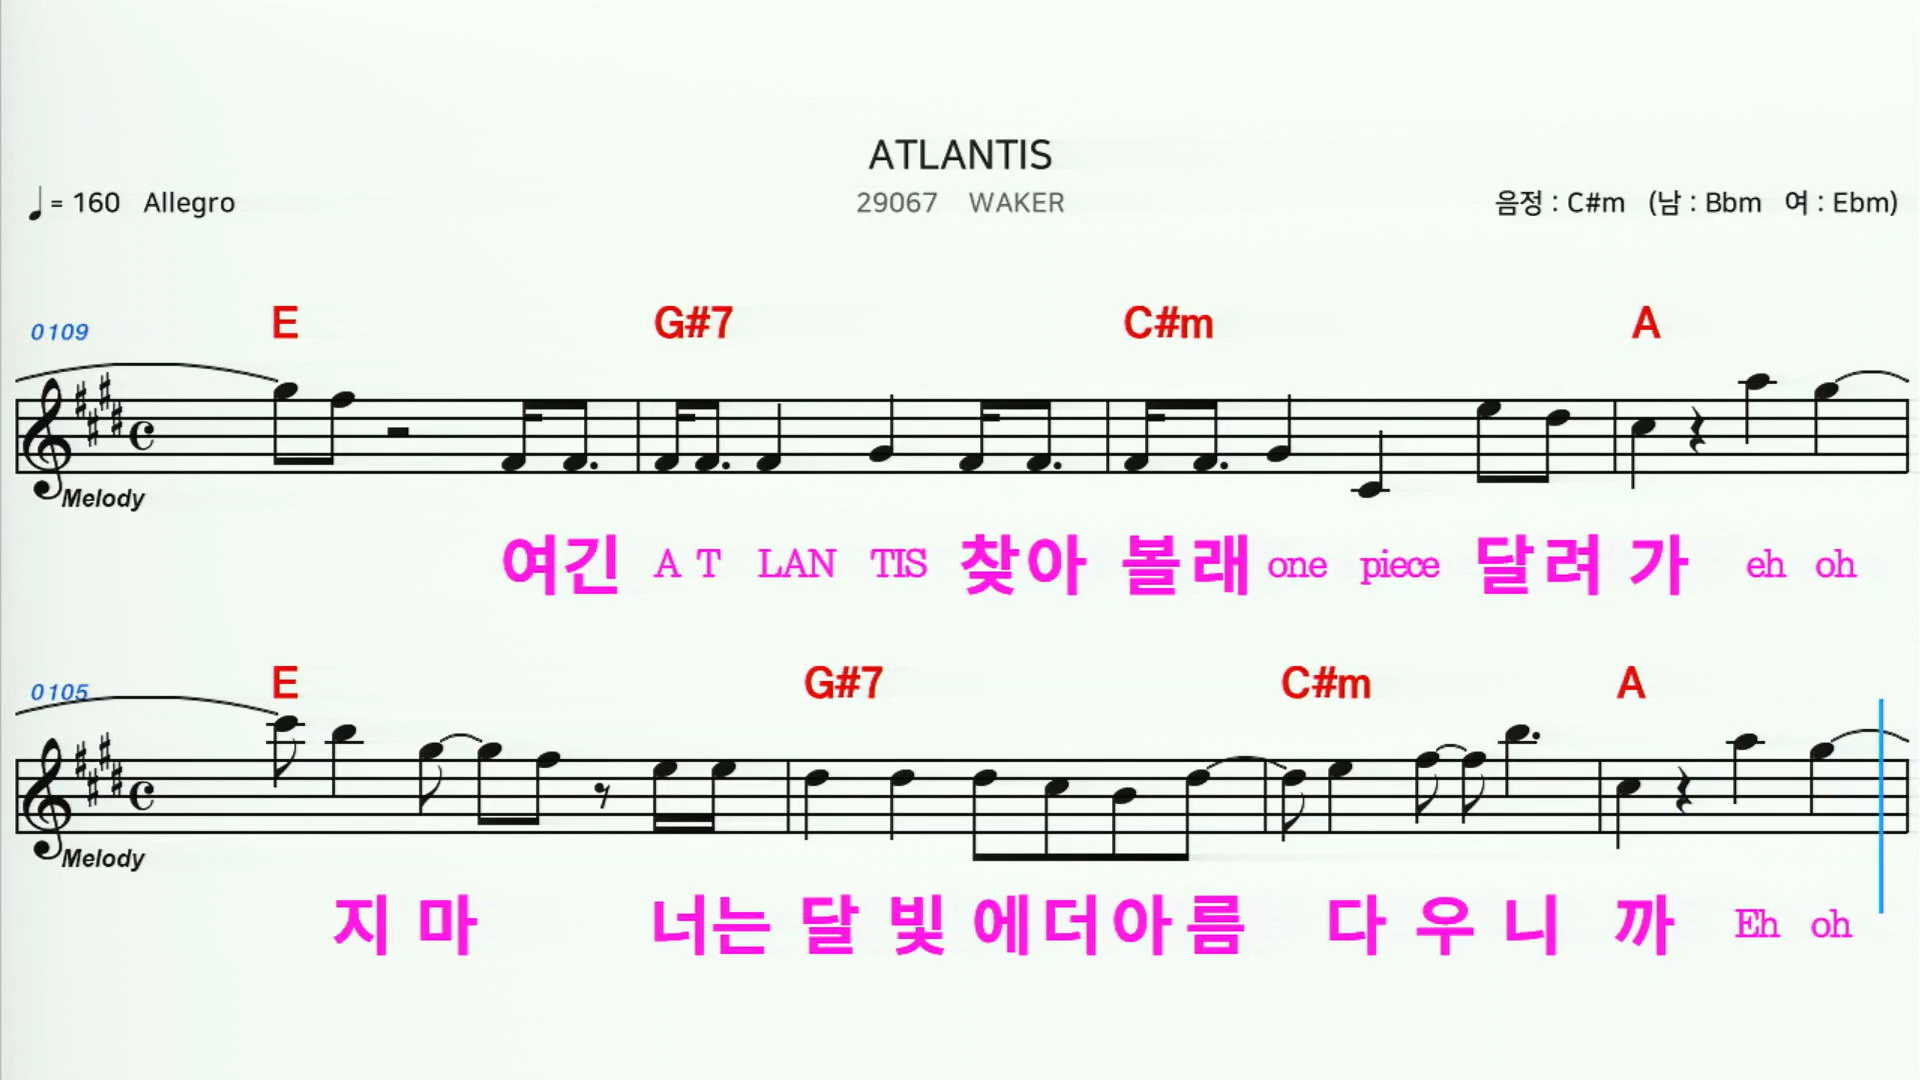 ATLANTIS
= 160 Allegro 29067 WAKER 음정 : C#m (남 : Bbm 여 : Ebm)
0109 E G#7 C#m A
Melody
여긴 A T LAN TIS 찾아 볼래 one piece 달려 가 eh oh
0105 E G#7 C#m A
Melody
지 마 너는 달 빛 에더아름 다 우 니 까 Eh oh